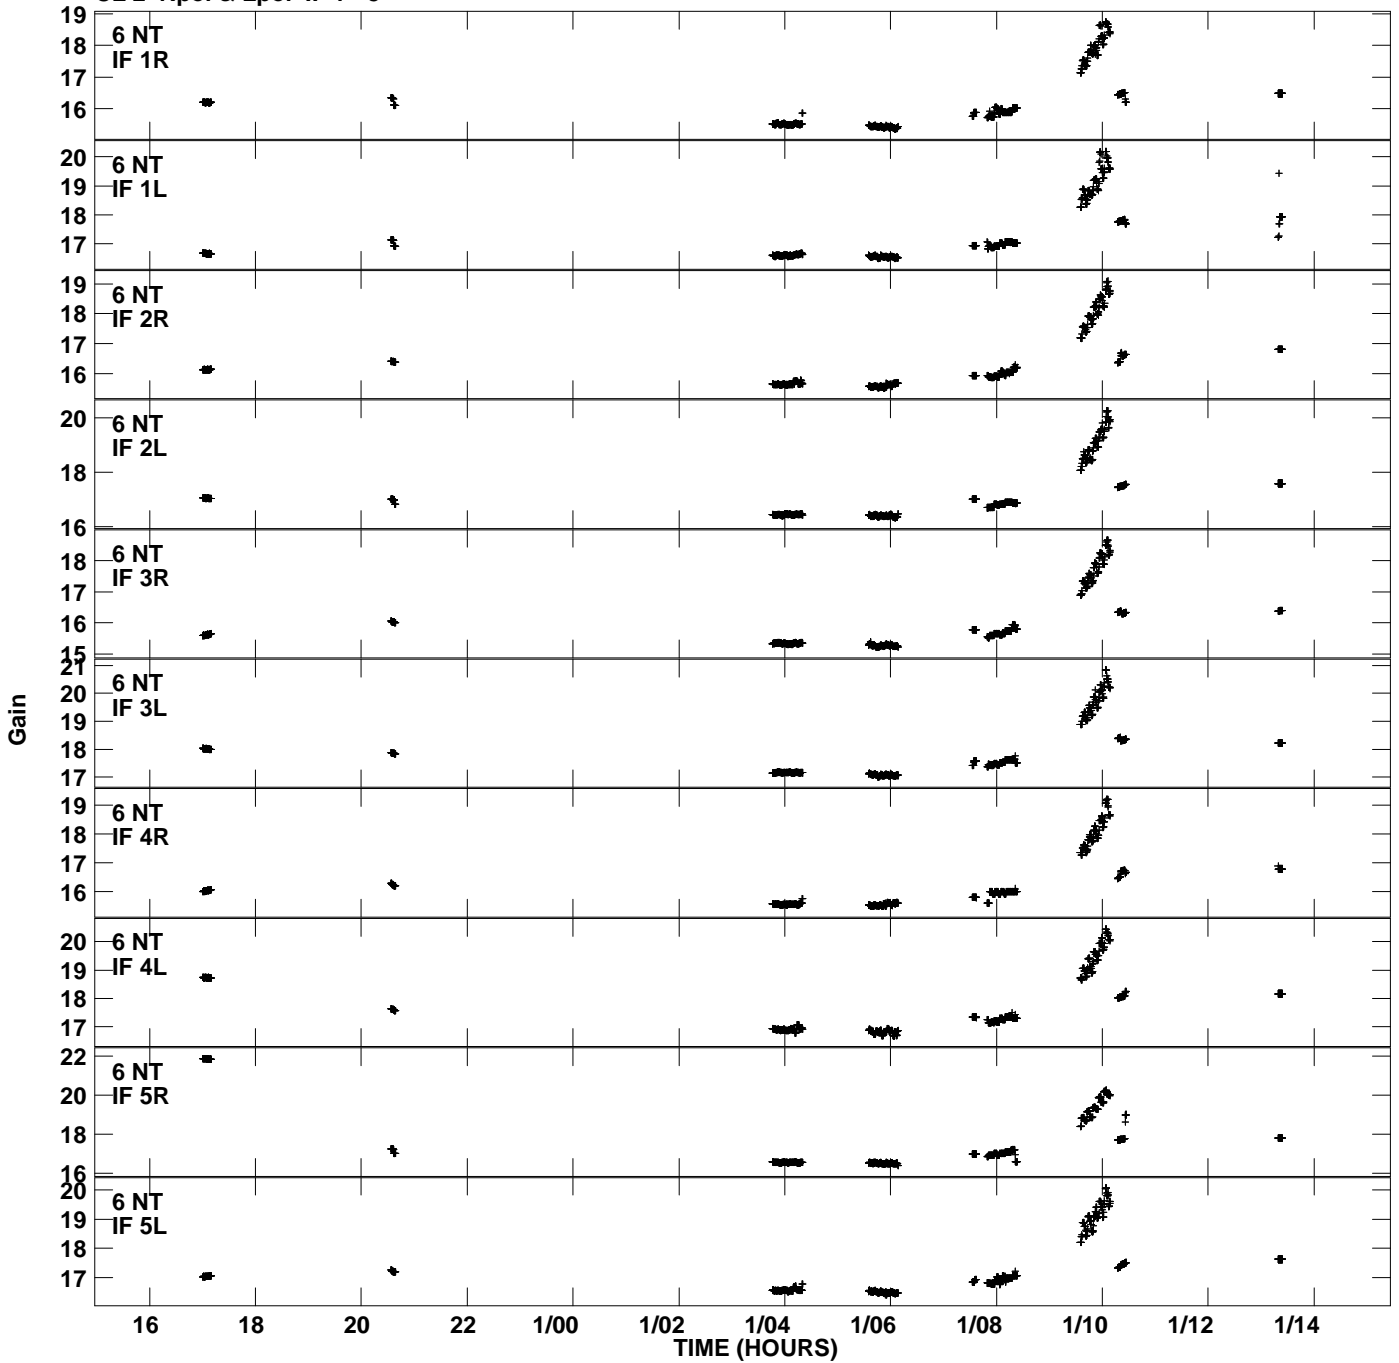 19
18
17
16
6 NT
IF 1R
20
19
18
17
6 NT
IF 1L
19
18
17
16
6 NT
IF 2R
20
18
16
6 NT
IF 2L
18
17
16
15
6 NT
IF 3R
21
20
19
18
17
6 NT
IF 3L
19
18
17
16
6 NT
IF 4R
20
19
18
17
6 NT
IF 4L
22
20
18
16
6 NT
IF 5R
20
19
18
17
6 NT
IF 5L
Gain
16 18 20 22 1/00 1/02 1/04 1/06 1/08 1/10 1/12 1/14
TIME (HOURS)